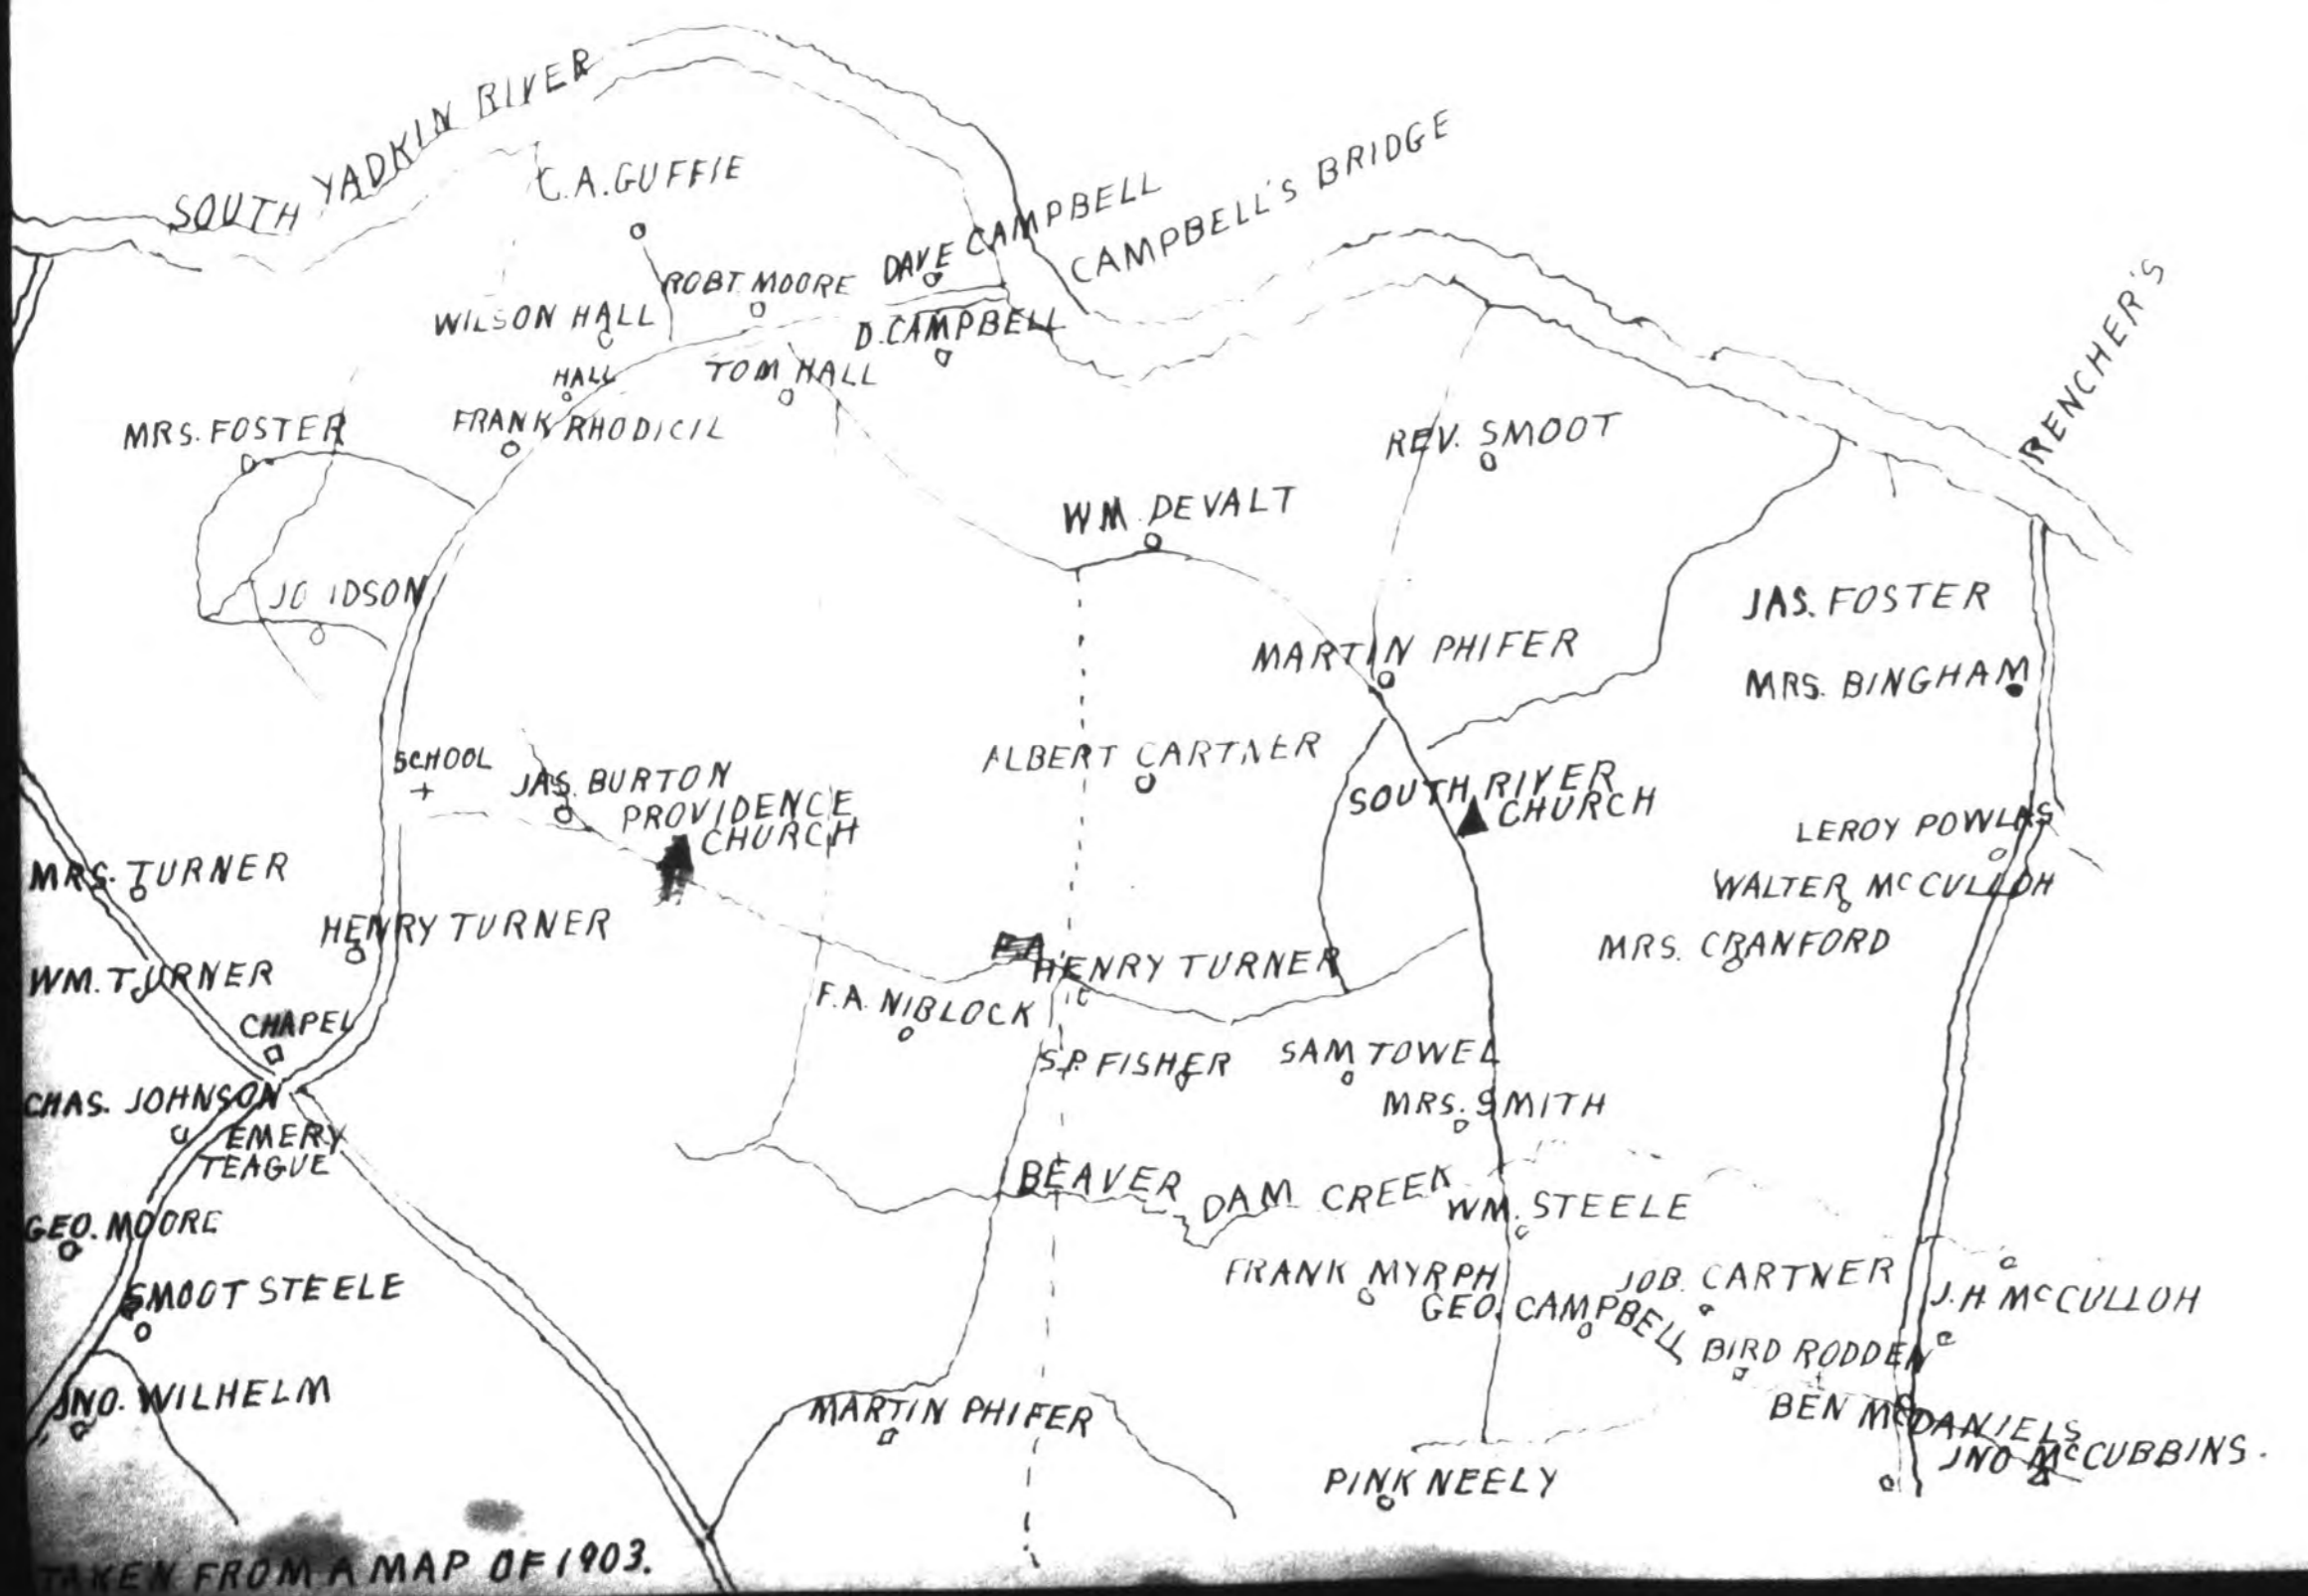 SOUTH YADKIN RIVER
C.A. GUFFIE
CAMPBELL'S BRIDGE
DAVE CAMPBELL
ROBT. MOORE
WILSON HALL
D. CAMPBELL
RENCHER'S
HALL
TOM HALL
MRS. FOSTER
FRANK RHODICIL
REV. SMOOT
WM. DEVALT
JAS. FOSTER
MARTIN PHIFER
MRS. BINGHAM
SCHOOL
JAS. BURTON
ALBERT CARTNER
PROVIDENCE
CHURCH
SOUTH RIVER
CHURCH
LEROY POWLAS
MRS. TURNER
WALTER McCULLOH
HENRY TURNER
MRS. CRANFORD
HENRY TURNER
WM. TURNER
F.A. NIBLOCK
CHAPEL
S.P. FISHER
SAM TOWEL
CHAS. JOHNSON
MRS. SMITH
EMERY
TEAGUE
BEAVER DAM CREEK
WM. STEELE
GEO. MOORE
FRANK MYRPH
JOB. CARTNER
SMOOT STEELE
GEO. CAMPBELL
J.H. McCULLOH
BIRD RODDEN
JNO. WILHELM
MARTIN PHIFER
BEN McDANIELS
JNO McCUBBINS.
PINK NEELY
TAKEN FROM A MAP OF 1903.